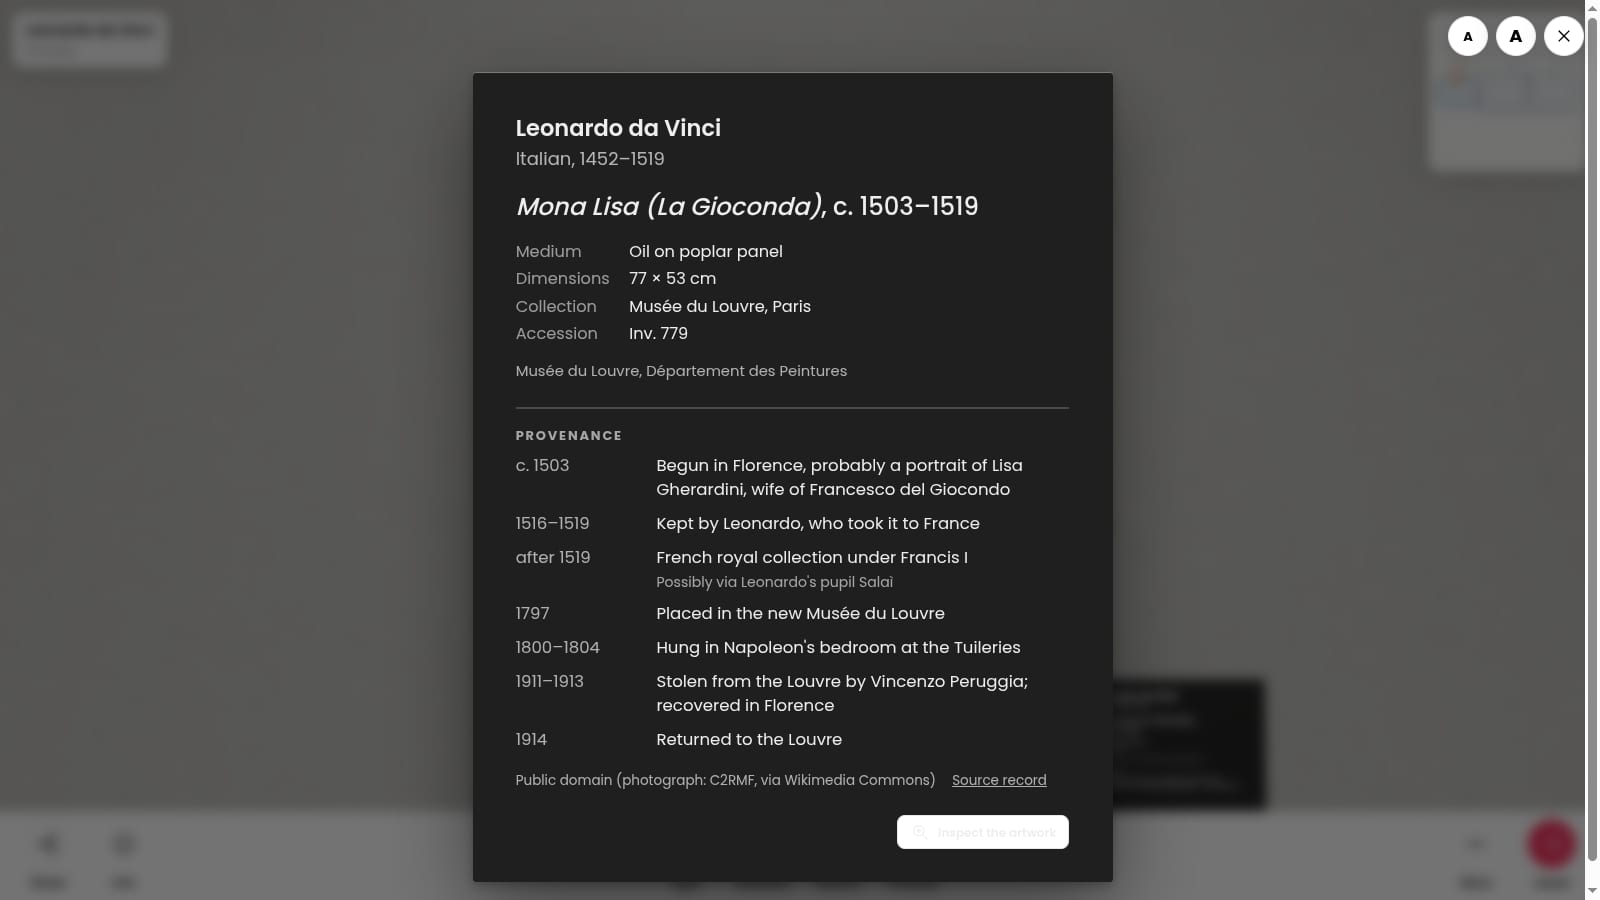 A A
Leonardo da Vinci
Italian, 1452–1519
Mona Lisa (La Gioconda), c. 1503–1519
Medium Oil on poplar panel
Dimensions 77 × 53 cm
Collection Musée du Louvre, Paris
Accession Inv. 779
Musée du Louvre, Département des Peintures
PROVENANCE
c. 1503 Begun in Florence, probably a portrait of Lisa
Gherardini, wife of Francesco del Giocondo
1516–1519 Kept by Leonardo, who took it to France
after 1519 French royal collection under Francis I
Possibly via Leonardo's pupil Salaì
1797 Placed in the new Musée du Louvre
1800–1804 Hung in Napoleon's bedroom at the Tuileries
1911–1913 Stolen from the Louvre by Vincenzo Peruggia;
recovered in Florence
1914 Returned to the Louvre
Public domain (photograph: C2RMF, via Wikimedia Commons) Source record
Inspect the artwork